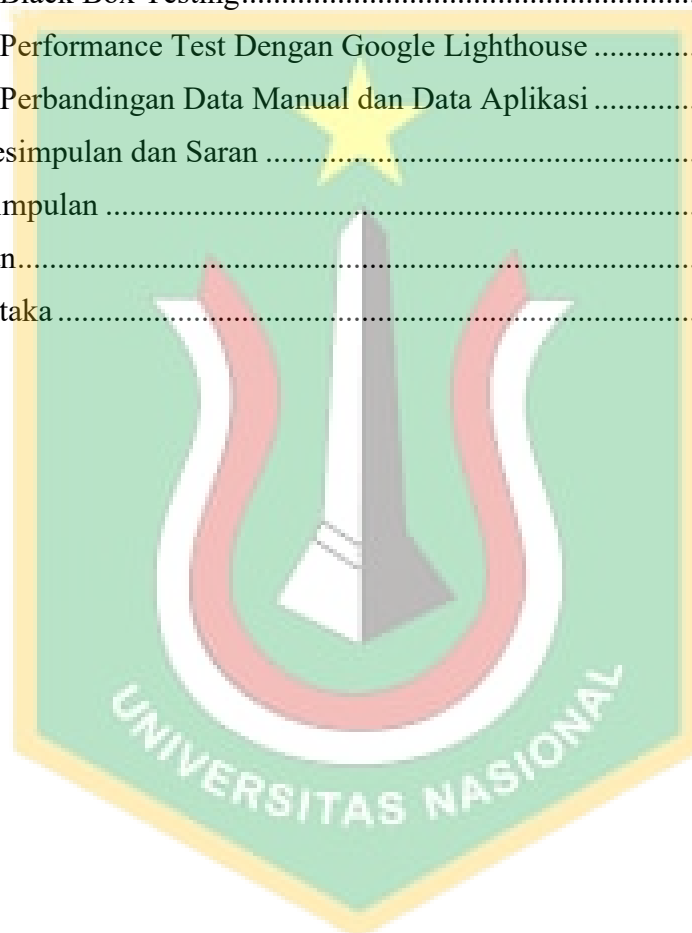 Black Box Testing..........................................................
Performance Test Dengan Google Lighthouse .............
Perbandingan Data Manual dan Data Aplikasi .............
esimpulan dan Saran ......................................................
impulan ..........................................................................
n.....................................................................................
taka ................................................................................
UNIVERSITAS NASIONAL